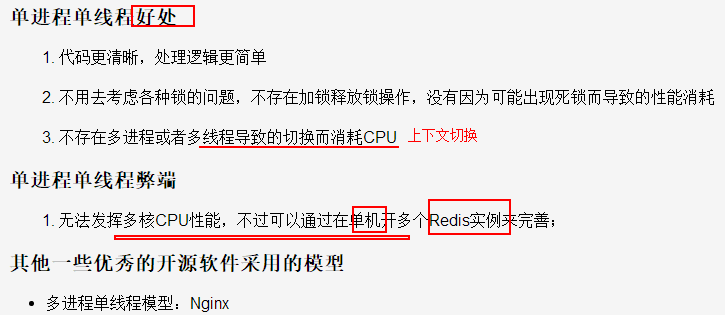 单进程单线程好处
1. 代码更清晰，处理逻辑更简单
2. 不用去考虑各种锁的问题，不存在加锁释放锁操作，没有因为可能出现死锁而导致的性能消耗
3. 不存在多进程或者多线程导致的切换而消耗CPU 上下文切换
单进程单线程弊端
1. 无法发挥多核CPU性能，不过可以通过在单机开多个Redis实例来完善；
其他一些优秀的开源软件采用的模型
• 多进程单线程模型：Nginx